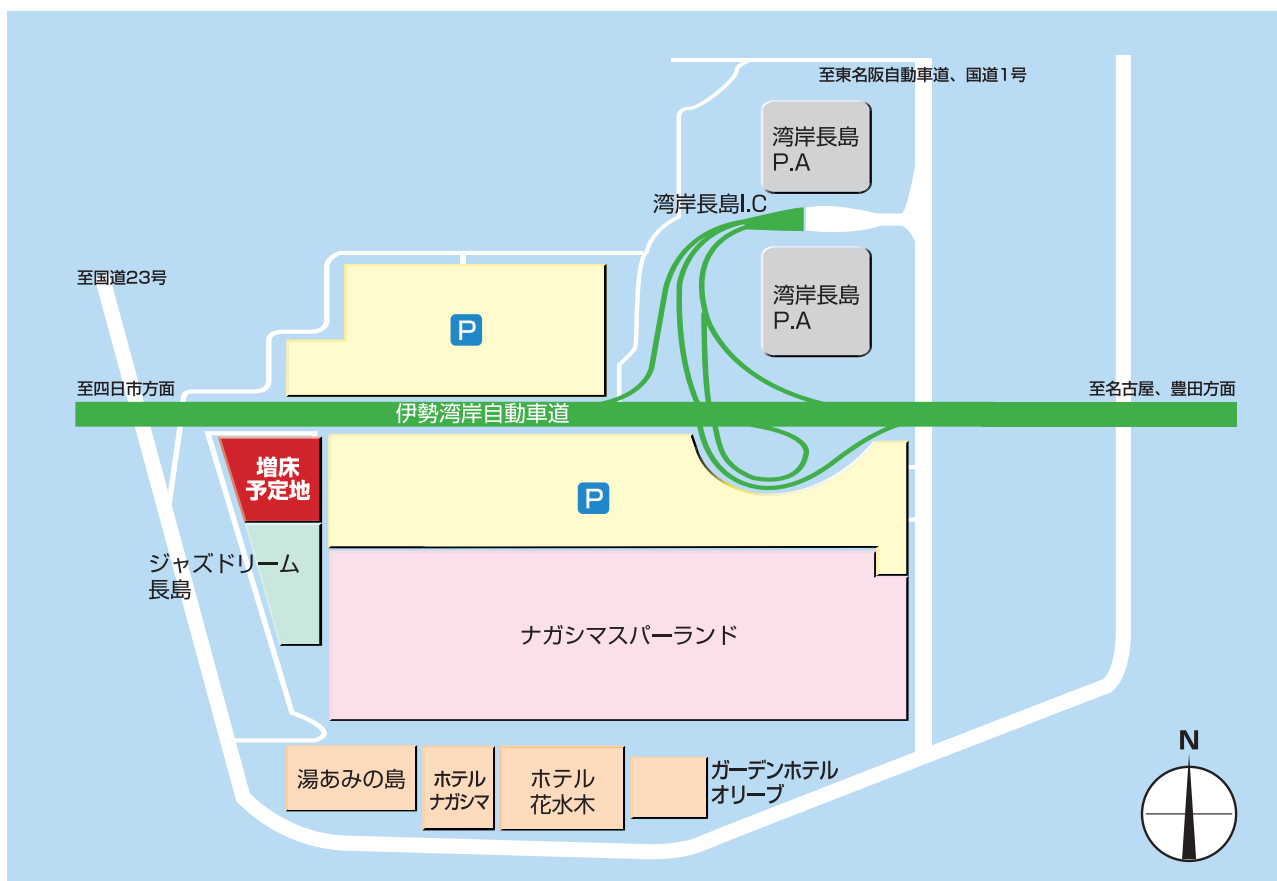 至東名阪自動車道、国道1号
湾岸長島
P.A
湾岸長島I.C
至国道23号
湾岸長島
P.A
P
至四日市方面
至名古屋、豊田方面
伊勢湾岸自動車道
増床
予定地
P
ジャズドリーム
長島
ナガシマスパーランド
N
湯あみの島
ホテル
ナガシマ
ホテル
花水木
ガーデンホテル
オリーブ